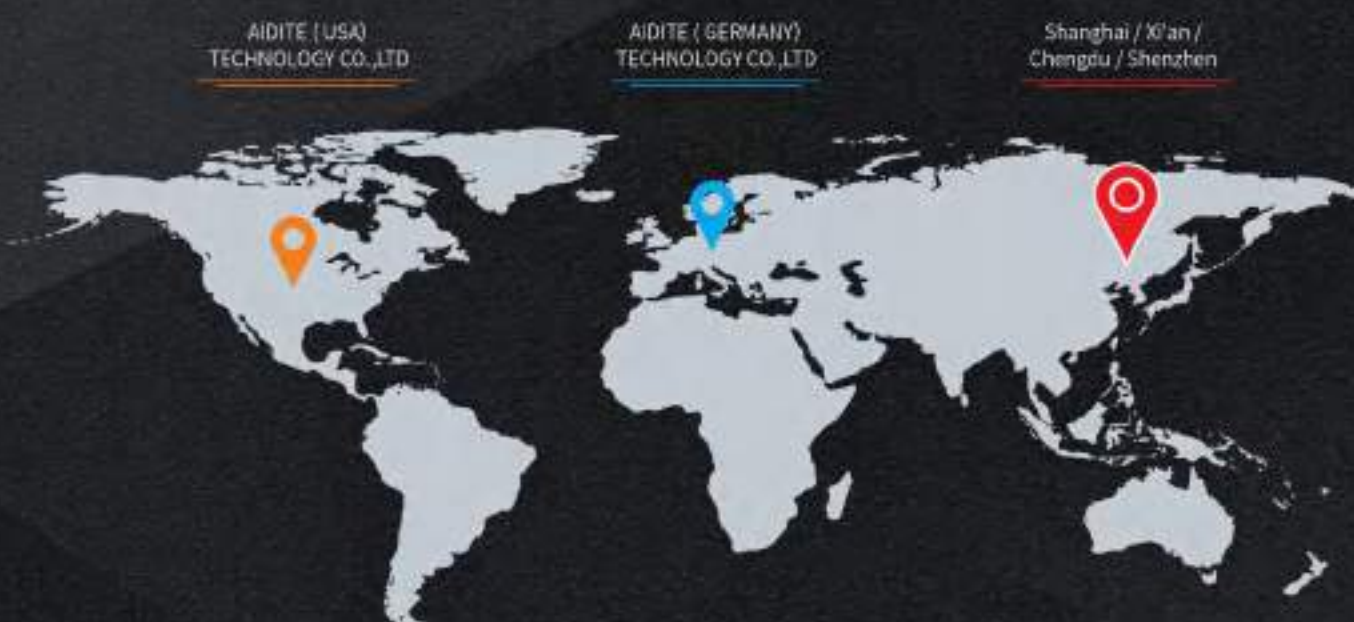 AIDITE ( USA)
TECHNOLOGY CO.,LTD
AIDITE ( GERMANY)
TECHNOLOGY CO.,LTD
Shanghai / Xi'an /
Chengdu / Shenzhen